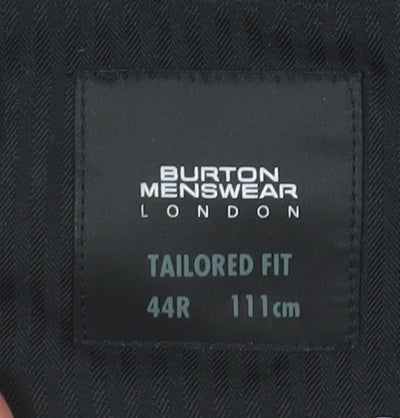 BURTON
MENSWEAR
LONDON
TAILORED FIT
44R 111cm